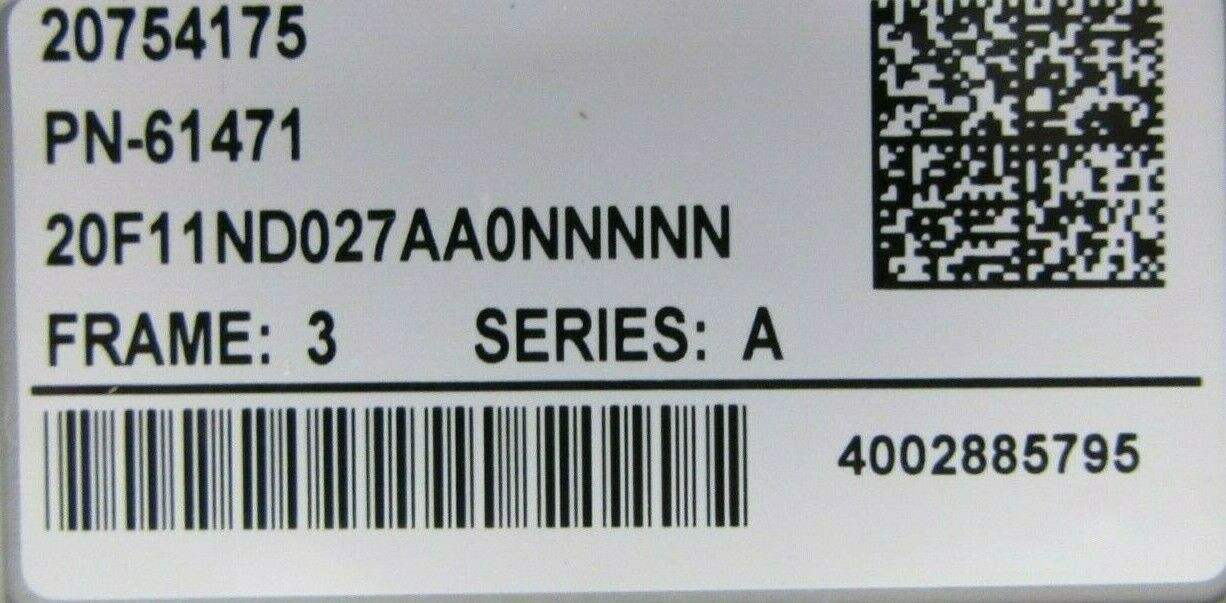 20754175
PN-61471
20F11ND027AA0NNNNN
FRAME: 3 SERIES: A
4002885795